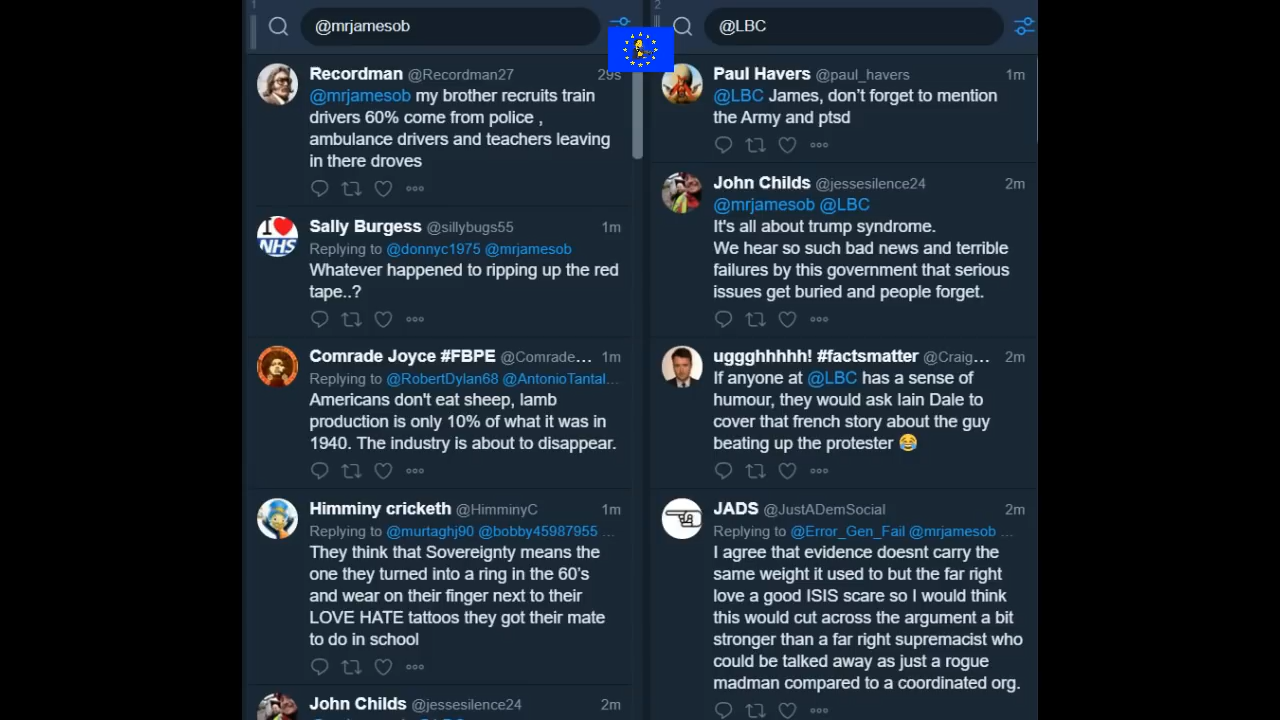 1
@mrjamesob
Recordman @Recordman27 29s
@mrjamesob my brother recruits train
drivers 60% come from police ,
ambulance drivers and teachers leaving
in there droves
I ❤ NHS
Sally Burgess @sillybugs55 1m
Replying to @donnyc1975 @mrjamesob
Whatever happened to ripping up the red
tape..?
Comrade Joyce #FBPE @Comrade... 1m
Replying to @RobertDylan68 @AntonioTantal...
Americans don't eat sheep, lamb
production is only 10% of what it was in
1940. The industry is about to disappear.
Himminy cricketh @HimminyC 1m
Replying to @murtaghj90 @bobby45987955 ...
They think that Sovereignty means the
one they turned into a ring in the 60’s
and wear on their finger next to their
LOVE HATE tattoos they got their mate
to do in school
John Childs @jessesilence24 2m
2
@LBC
Paul Havers @paul_havers 1m
@LBC James, don’t forget to mention
the Army and ptsd
John Childs @jessesilence24 2m
@mrjamesob @LBC
It's all about trump syndrome.
We hear so such bad news and terrible
failures by this government that serious
issues get buried and people forget.
uggghhhhh! #factsmatter @Craig... 2m
If anyone at @LBC has a sense of
humour, they would ask Iain Dale to
cover that french story about the guy
beating up the protester 😂
JADS @JustADemSocial 2m
Replying to @Error_Gen_Fail @mrjamesob ...
I agree that evidence doesnt carry the
same weight it used to but the far right
love a good ISIS scare so I would think
this would cut across the argument a bit
stronger than a far right supremacist who
could be talked away as just a rogue
madman compared to a coordinated org.